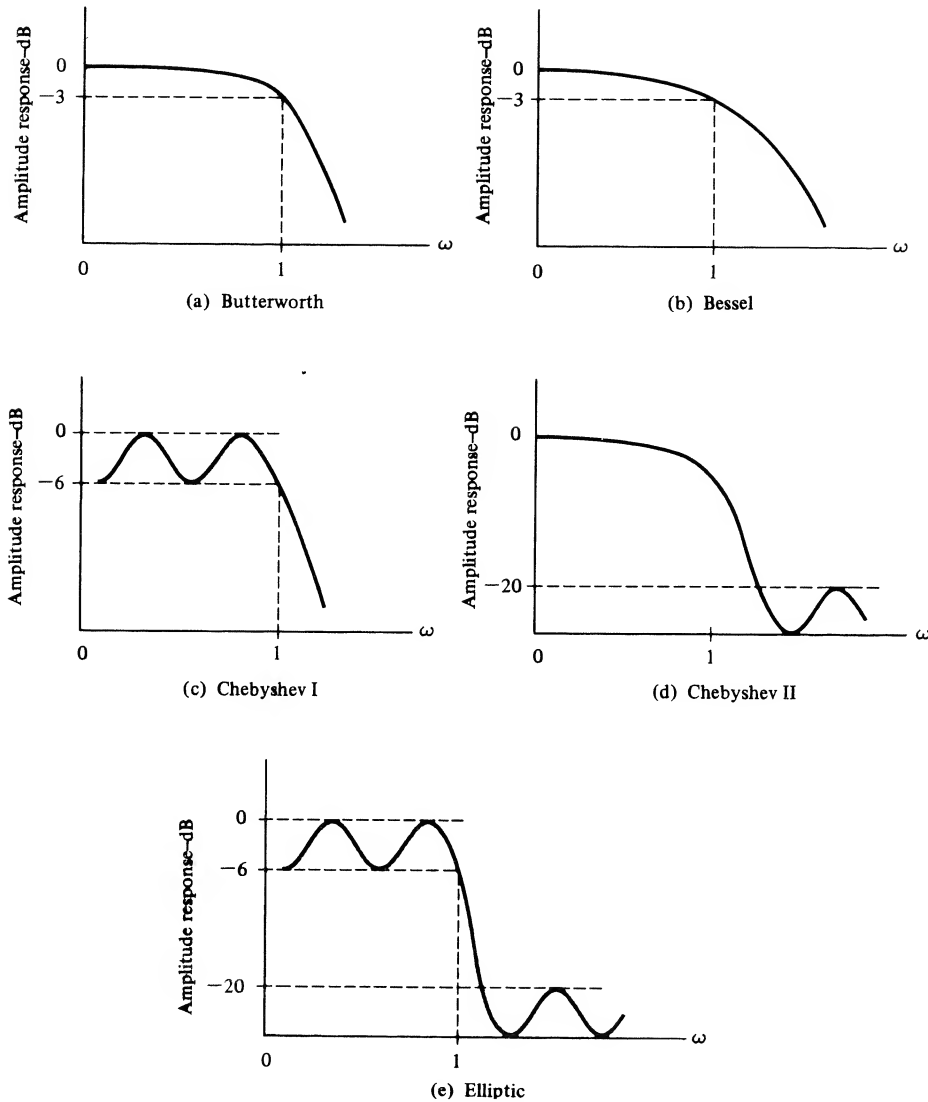 Amplitude response–dB
0
−3
0
1
ω
(a) Butterworth
Amplitude response–dB
0
−3
0
1
ω
(b) Bessel
Amplitude response–dB
0
−6
0
1
ω
(c) Chebyshev I
Amplitude response–dB
0
−20
0
1
ω
(d) Chebyshev II
Amplitude response–dB
0
−6
−20
0
1
ω
(e) Elliptic